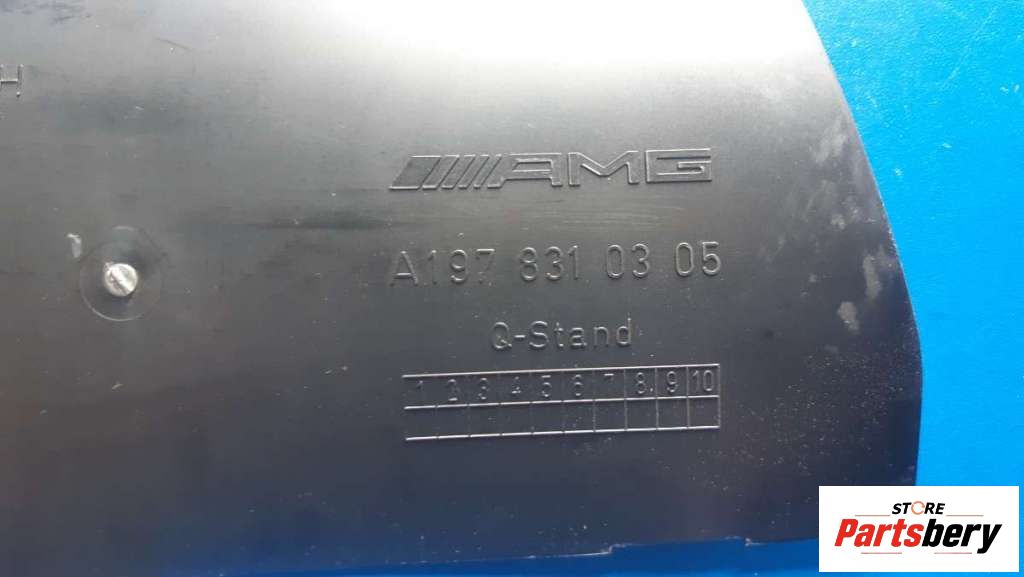 H
AMG
A197 831 03 05
Q-Stand
1 2 3 4 5 6 7 8 9 10
STORE
Partsbery